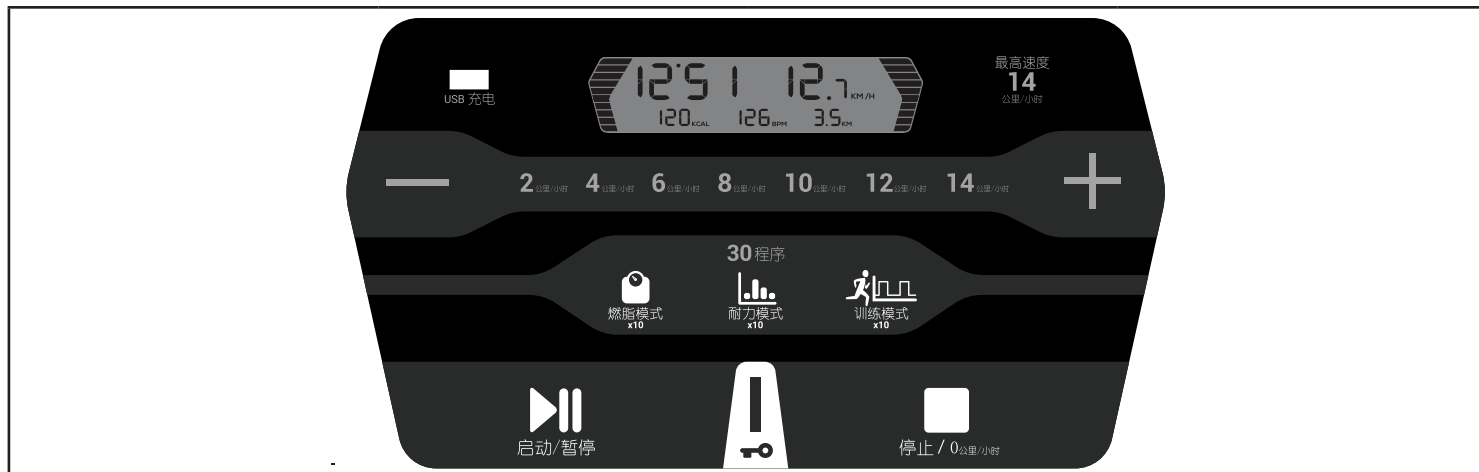 USB 充电
12:51 12.7 KM/H
120 KCAL 126 BPM 3.5 KM
最高速度
14
公里/小时
2 公里/小时 4 公里/小时 6 公里/小时 8 公里/小时 10 公里/小时 12 公里/小时 14 公里/小时
30 程序
燃脂模式 耐力模式 训练模式
x10 x10 x10
启动/暂停
停止 / 0公里/小时